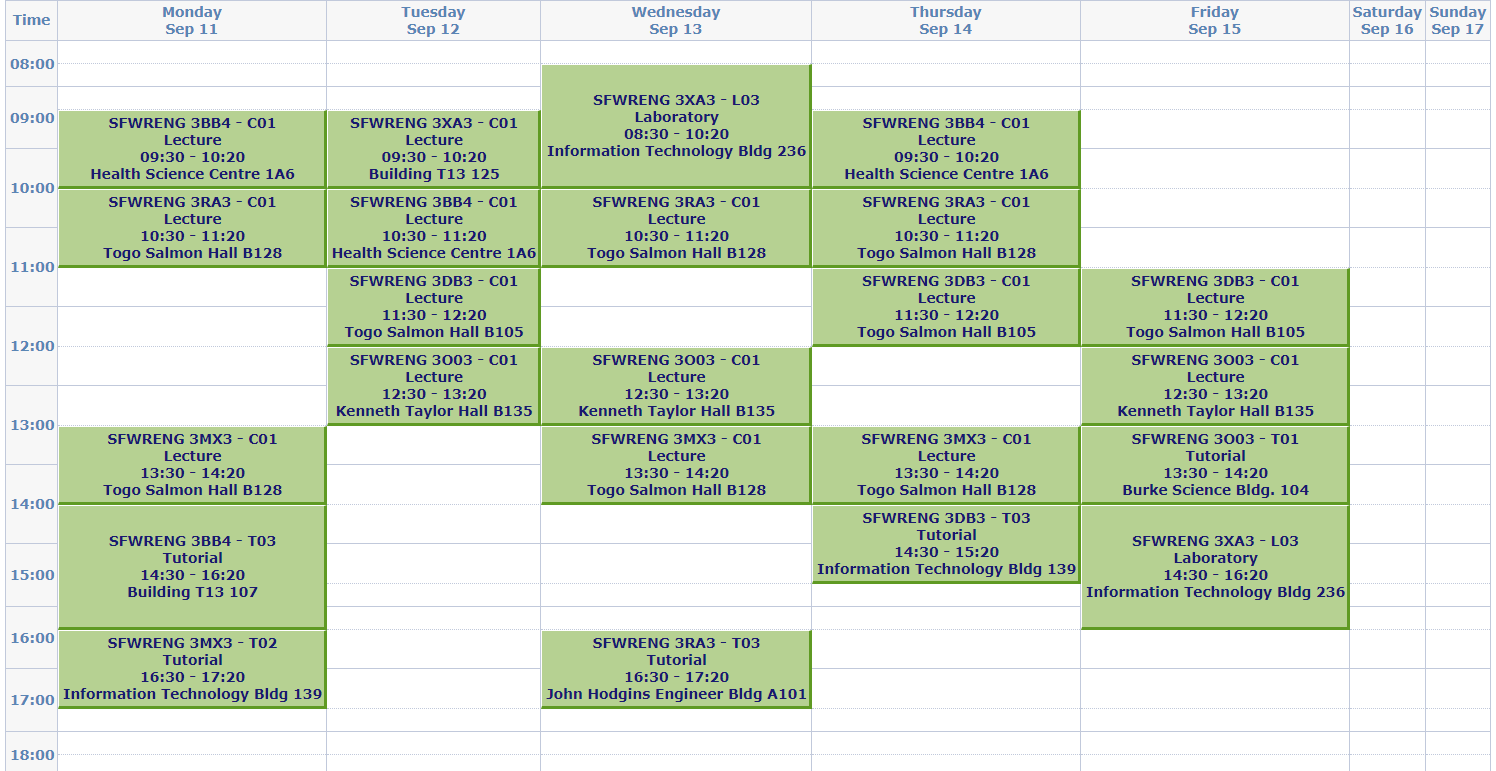 Time
Monday
Sep 11
Tuesday
Sep 12
Wednesday
Sep 13
Thursday
Sep 14
Friday
Sep 15
Saturday
Sep 16
Sunday
Sep 17
08:00
SFWRENG 3XA3 - L03
Laboratory
08:30 - 10:20
Information Technology Bldg 236
09:00
SFWRENG 3BB4 - C01
Lecture
09:30 - 10:20
Health Science Centre 1A6
SFWRENG 3XA3 - C01
Lecture
09:30 - 10:20
Building T13 125
SFWRENG 3BB4 - C01
Lecture
09:30 - 10:20
Health Science Centre 1A6
10:00
SFWRENG 3RA3 - C01
Lecture
10:30 - 11:20
Togo Salmon Hall B128
SFWRENG 3BB4 - C01
Lecture
10:30 - 11:20
Health Science Centre 1A6
SFWRENG 3RA3 - C01
Lecture
10:30 - 11:20
Togo Salmon Hall B128
SFWRENG 3RA3 - C01
Lecture
10:30 - 11:20
Togo Salmon Hall B128
11:00
SFWRENG 3DB3 - C01
Lecture
11:30 - 12:20
Togo Salmon Hall B105
SFWRENG 3DB3 - C01
Lecture
11:30 - 12:20
Togo Salmon Hall B105
SFWRENG 3DB3 - C01
Lecture
11:30 - 12:20
Togo Salmon Hall B105
12:00
SFWRENG 3O03 - C01
Lecture
12:30 - 13:20
Kenneth Taylor Hall B135
SFWRENG 3O03 - C01
Lecture
12:30 - 13:20
Kenneth Taylor Hall B135
SFWRENG 3O03 - C01
Lecture
12:30 - 13:20
Kenneth Taylor Hall B135
13:00
SFWRENG 3MX3 - C01
Lecture
13:30 - 14:20
Togo Salmon Hall B128
SFWRENG 3MX3 - C01
Lecture
13:30 - 14:20
Togo Salmon Hall B128
SFWRENG 3MX3 - C01
Lecture
13:30 - 14:20
Togo Salmon Hall B128
SFWRENG 3O03 - T01
Tutorial
13:30 - 14:20
Burke Science Bldg. 104
14:00
SFWRENG 3BB4 - T03
Tutorial
14:30 - 16:20
Building T13 107
SFWRENG 3DB3 - T03
Tutorial
14:30 - 15:20
Information Technology Bldg 139
SFWRENG 3XA3 - L03
Laboratory
14:30 - 16:20
Information Technology Bldg 236
15:00
16:00
SFWRENG 3MX3 - T02
Tutorial
16:30 - 17:20
Information Technology Bldg 139
SFWRENG 3RA3 - T03
Tutorial
16:30 - 17:20
John Hodgins Engineer Bldg A101
17:00
18:00